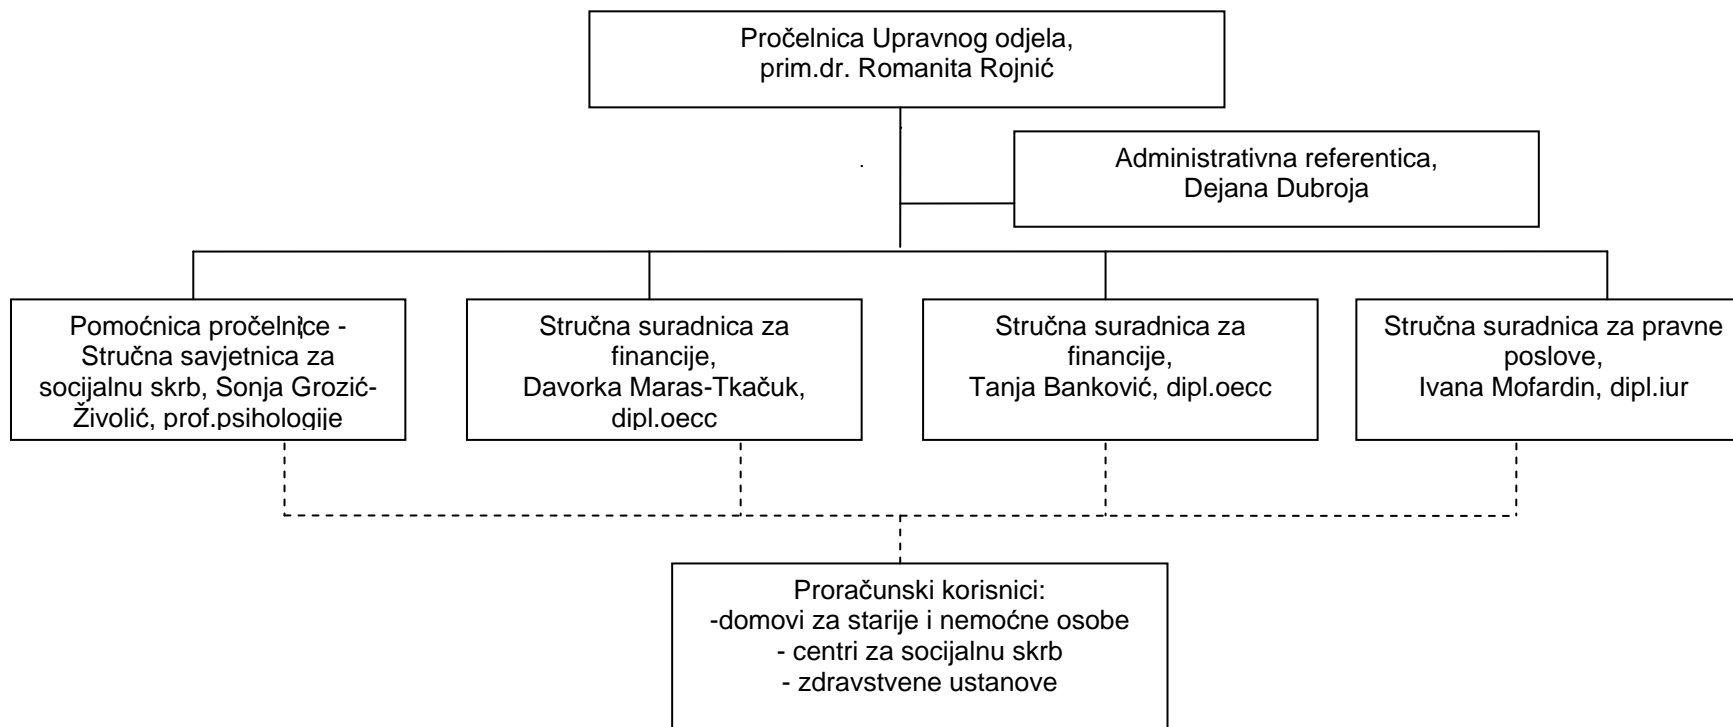 Pročelnica Upravnog odjela,
prim.dr. Romanita Rojnić
Administrativna referentica,
Dejana Dubroja
Pomoćnica pročelnice -
Stručna savjetnica za
socijalnu skrb, Sonja Grozić-
Živolić, prof.psihologije
Stručna suradnica za
financije,
Davorka Maras-Tkačuk,
dipl.oecc
Stručna suradnica za
financije,
Tanja Banković, dipl.oecc
Stručna suradnica za pravne
poslove,
Ivana Mofardin, dipl.iur
Proračunski korisnici:
-domovi za starije i nemoćne osobe
- centri za socijalnu skrb
- zdravstvene ustanove